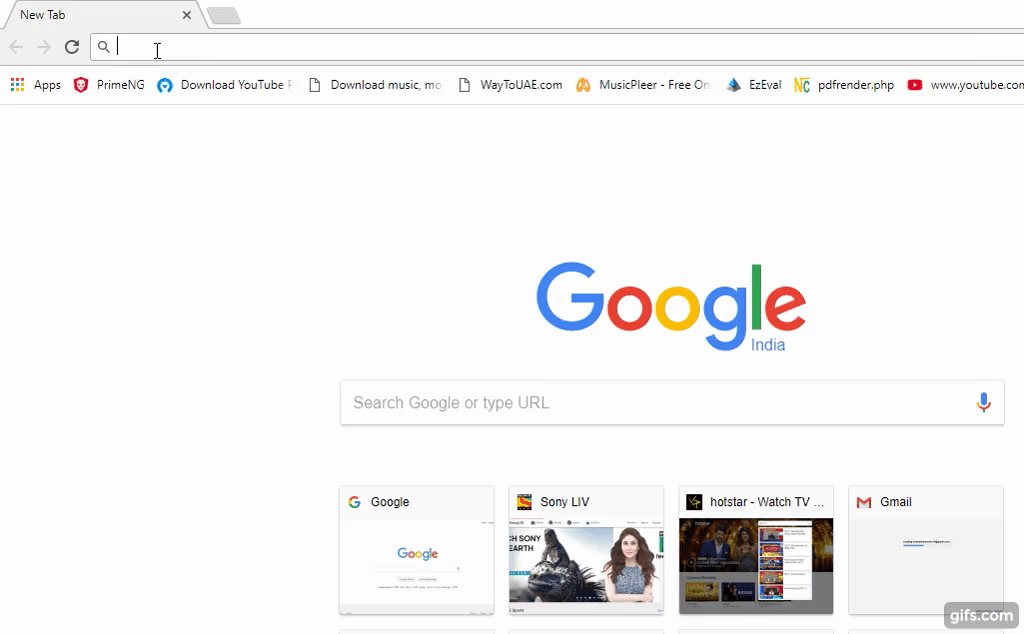 New Tab
Apps PrimeNG Download YouTube Download music, mo WayToUAE.com MusicPleer - Free On EzEval pdfrender.php www.youtube.com
Google
India
Search Google or type URL
Google Sony LIV hotstar - Watch TV ... Gmail
Google
CH SONY
EARTH
gifs.com